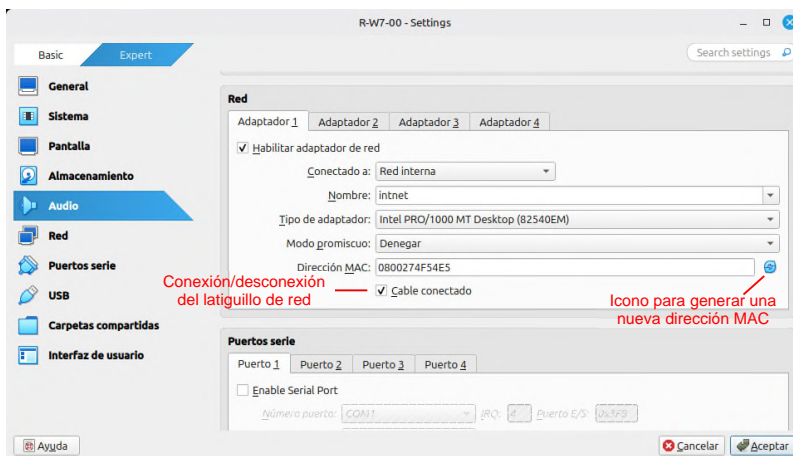 R-W7-00 - Settings
Basic
Expert
Search settings
General
Sistema
Pantalla
Almacenamiento
Audio
Red
Puertos serie
USB
Carpetas compartidas
Interfaz de usuario
Red
Adaptador 1 Adaptador 2 Adaptador 3 Adaptador 4
Habilitar adaptador de red
Conectado a: Red interna
Nombre: intnet
Tipo de adaptador: Intel PRO/1000 MT Desktop (82540EM)
Modo promiscuo: Denegar
Dirección MAC: 0800274F54E5
Cable conectado
Conexión/desconexión
del latiguillo de red
Icono para generar una
nueva dirección MAC
Puertos serie
Puerto 1 Puerto 2 Puerto 3 Puerto 4
Enable Serial Port
Número puerto: COM1 IRQ: 4 Puerto E/S: 0x3F8
Ayuda
Cancelar
Aceptar